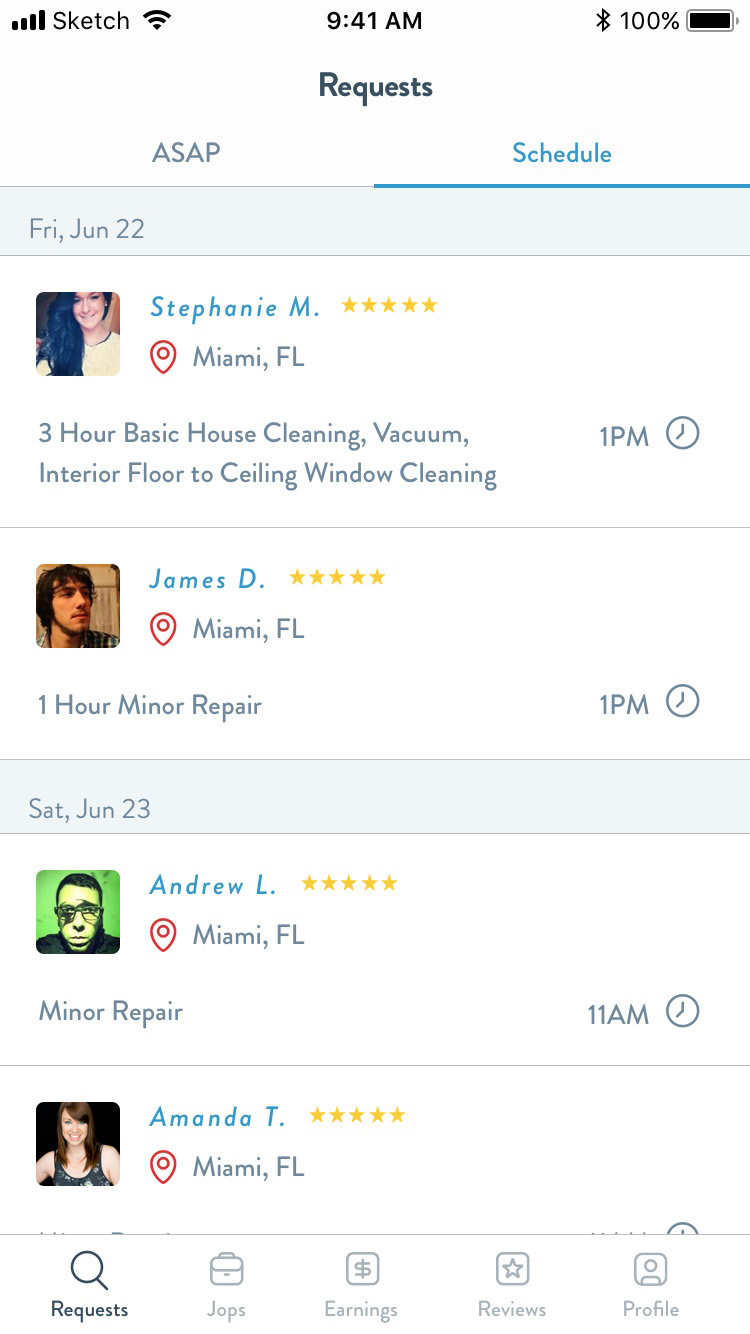 Sketch 9:41 AM 100%
Requests
ASAP Schedule
Fri, Jun 22
Stephanie M.
Miami, FL
3 Hour Basic House Cleaning, Vacuum, 1PM
Interior Floor to Ceiling Window Cleaning
James D.
Miami, FL
1 Hour Minor Repair 1PM
Sat, Jun 23
Andrew L.
Miami, FL
Minor Repair 11AM
Amanda T.
Miami, FL
Requests Jops Earnings Reviews Profile